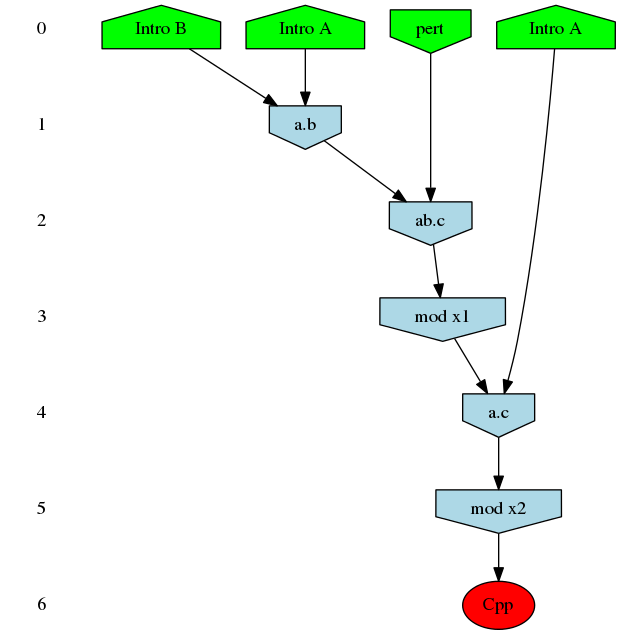 0 Intro B Intro A pert Intro A
1 a.b
2 ab.c
3 mod x1
4 a.c
5 mod x2
6 Cpp